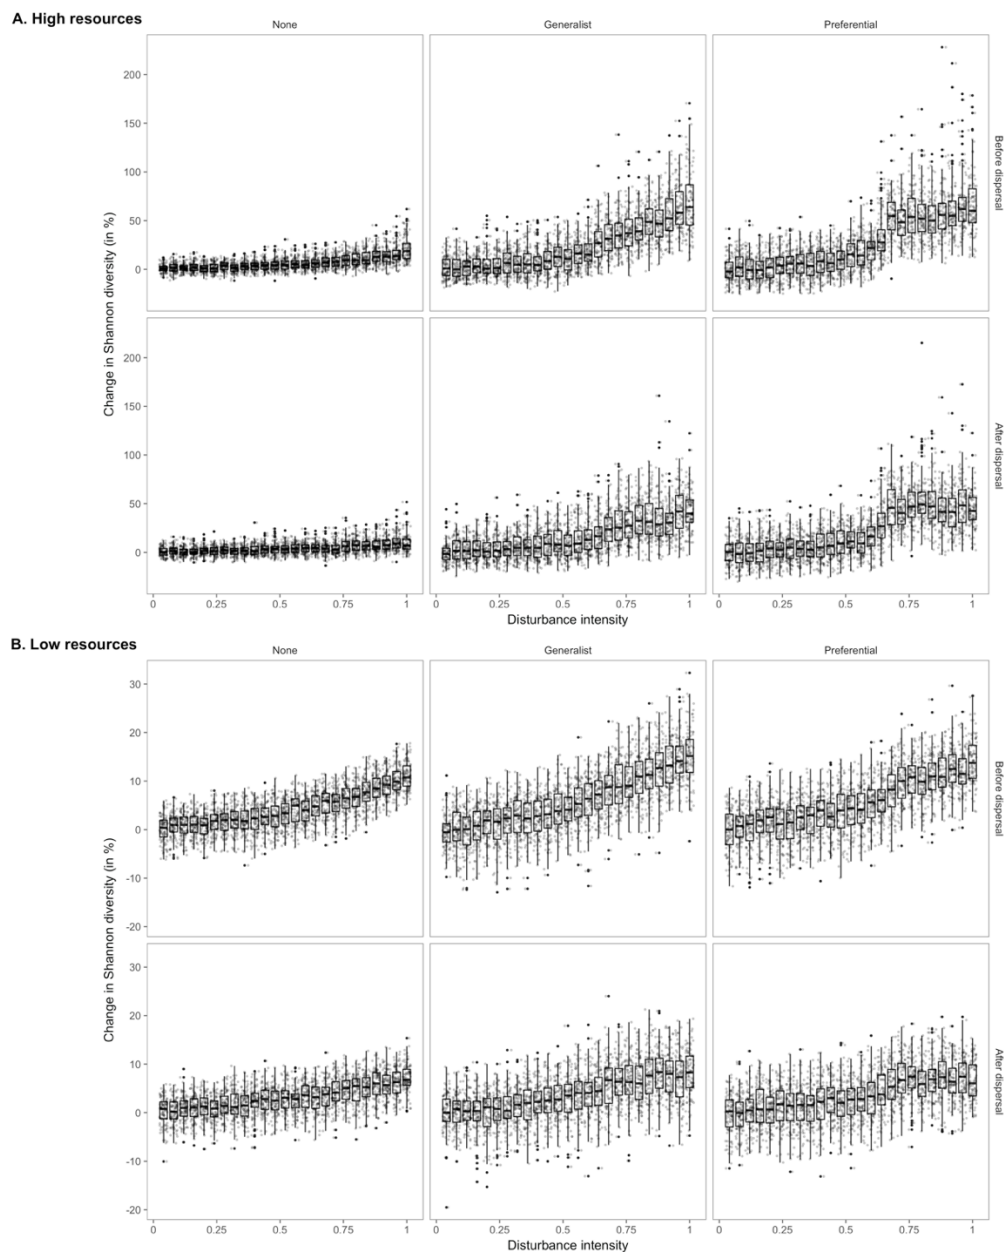 A. High resources
None Generalist Preferential
Change in Shannon diversity (in %)
200
150
100
50
0
Before dispersal
200
150
100
50
0
After dispersal
0 0.25 0.5 0.75 1 0 0.25 0.5 0.75 1 0 0.25 0.5 0.75 1
Disturbance intensity
B. Low resources
None Generalist Preferential
Change in Shannon diversity (in %)
30
20
10
0
-10
-20
Before dispersal
30
20
10
0
-10
-20
After dispersal
0 0.25 0.5 0.75 1 0 0.25 0.5 0.75 1 0 0.25 0.5 0.75 1
Disturbance intensity